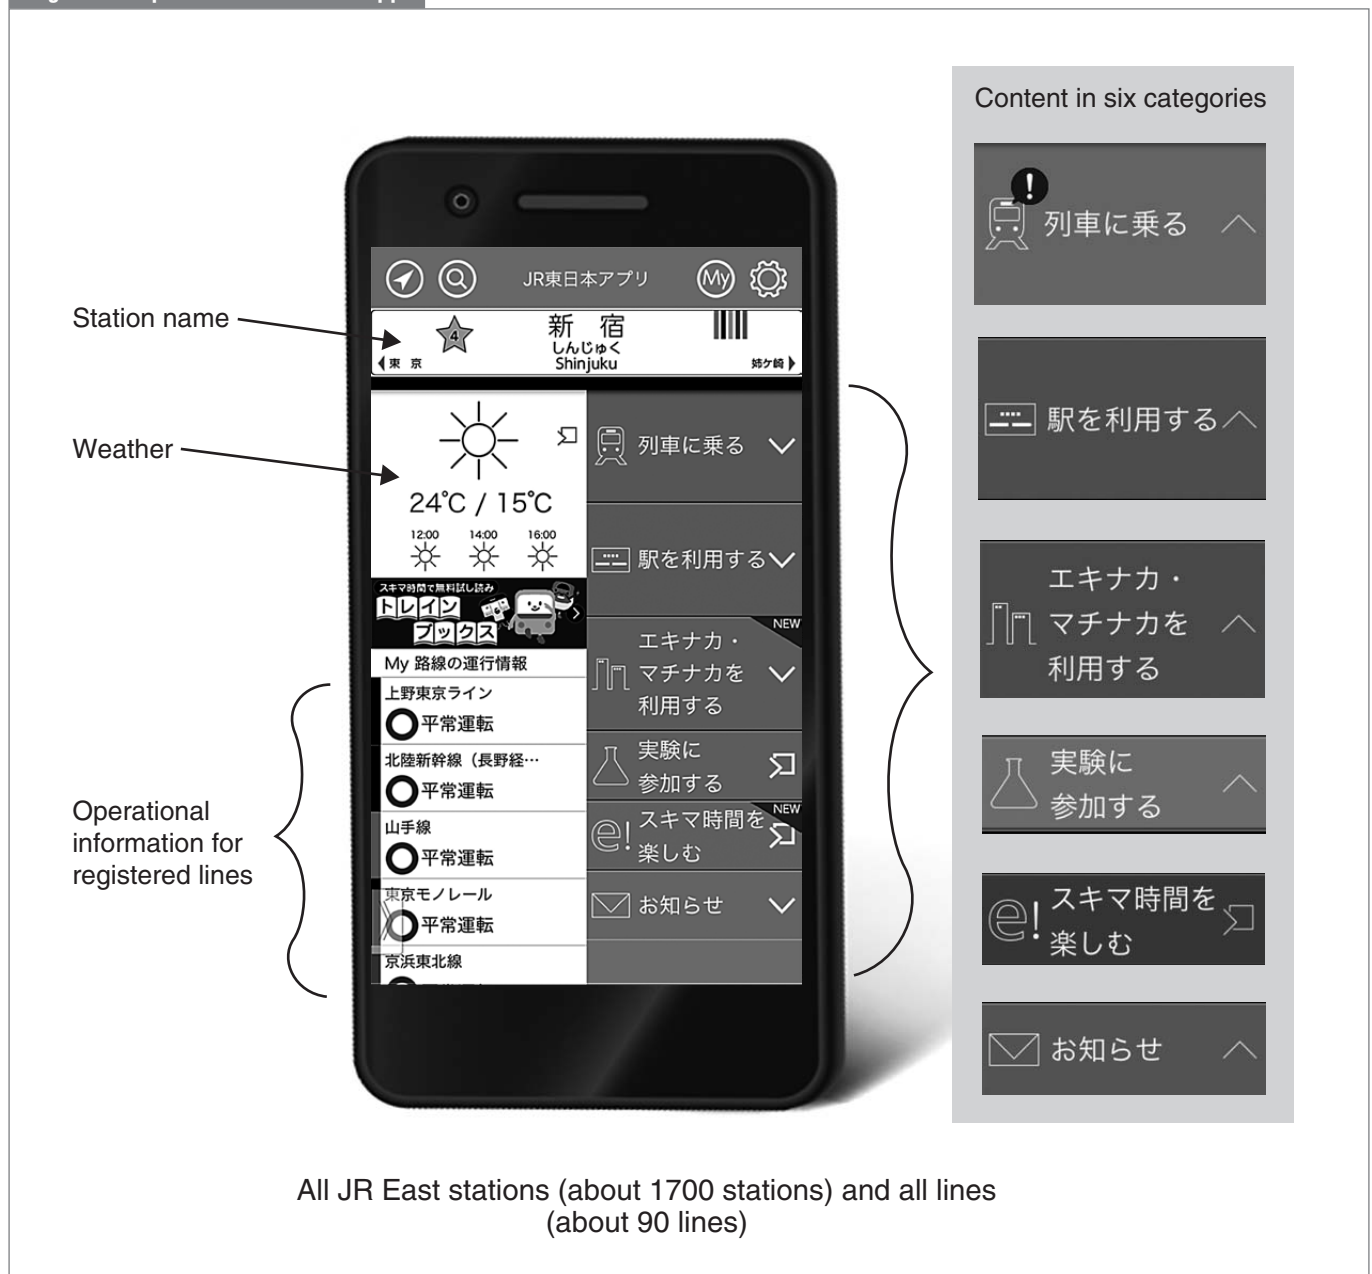 Content in six categories
列車に乗る
駅を利用する
エキナカ・
マチナカを
利用する
実験に
参加する
e! スキマ時間を
楽しむ
お知らせ
Station name
Weather
Operational
information for
registered lines
JR東日本アプリ
My
4
新 宿
しんじゅく
Shinjuku
東 京
姉ケ崎
24℃ / 15℃
12:00 14:00 16:00
スキマ時間で無料試し読み
トレイン
ブックス
My 路線の運行情報
上野東京ライン
平常運転
北陸新幹線（長野経…
平常運転
山手線
平常運転
東京モノレール
平常運転
京浜東北線
列車に乗る
駅を利用する
NEW
エキナカ・
マチナカを
利用する
実験に
参加する
NEW
e! スキマ時間を
楽しむ
お知らせ
All JR East stations (about 1700 stations) and all lines
(about 90 lines)